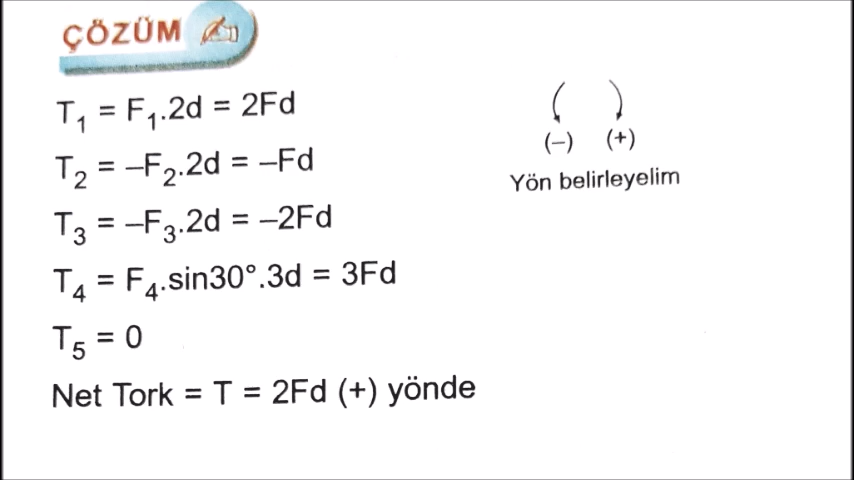 ÇÖZÜM
T₁ = F₁.2d = 2Fd
T₂ = –F₂.2d = –Fd
T₃ = –F₃.2d = –2Fd
T₄ = F₄.sin30°.3d = 3Fd
T₅ = 0
Net Tork = T = 2Fd (+) yönde
(–) (+)
Yön belirleyelim